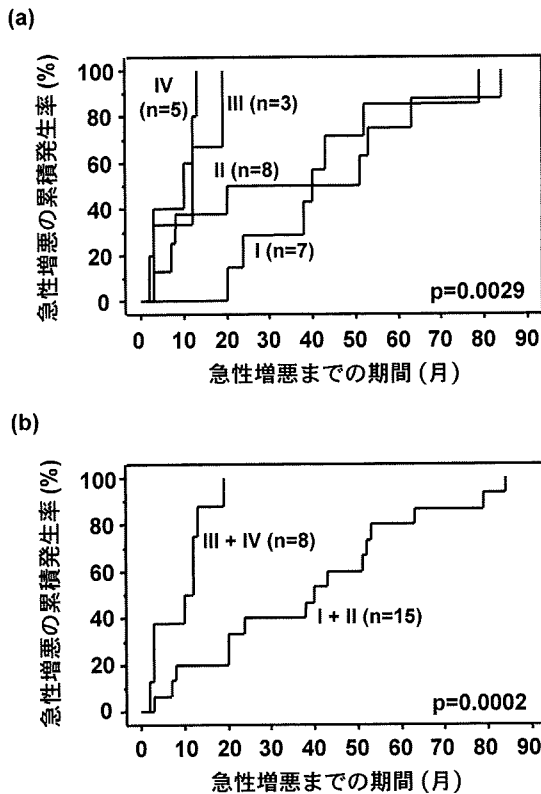 (a)
急性増悪の累積発生率 (%)
100
80
60
40
20
0
IV
(n=5)
III (n=3)
II (n=8)
I (n=7)
p=0.0029
0 10 20 30 40 50 60 70 80 90
急性増悪までの期間 (月)
(b)
急性増悪の累積発生率 (%)
100
80
60
40
20
0
III + IV (n=8)
I + II (n=15)
p=0.0002
0 10 20 30 40 50 60 70 80 90
急性増悪までの期間 (月)